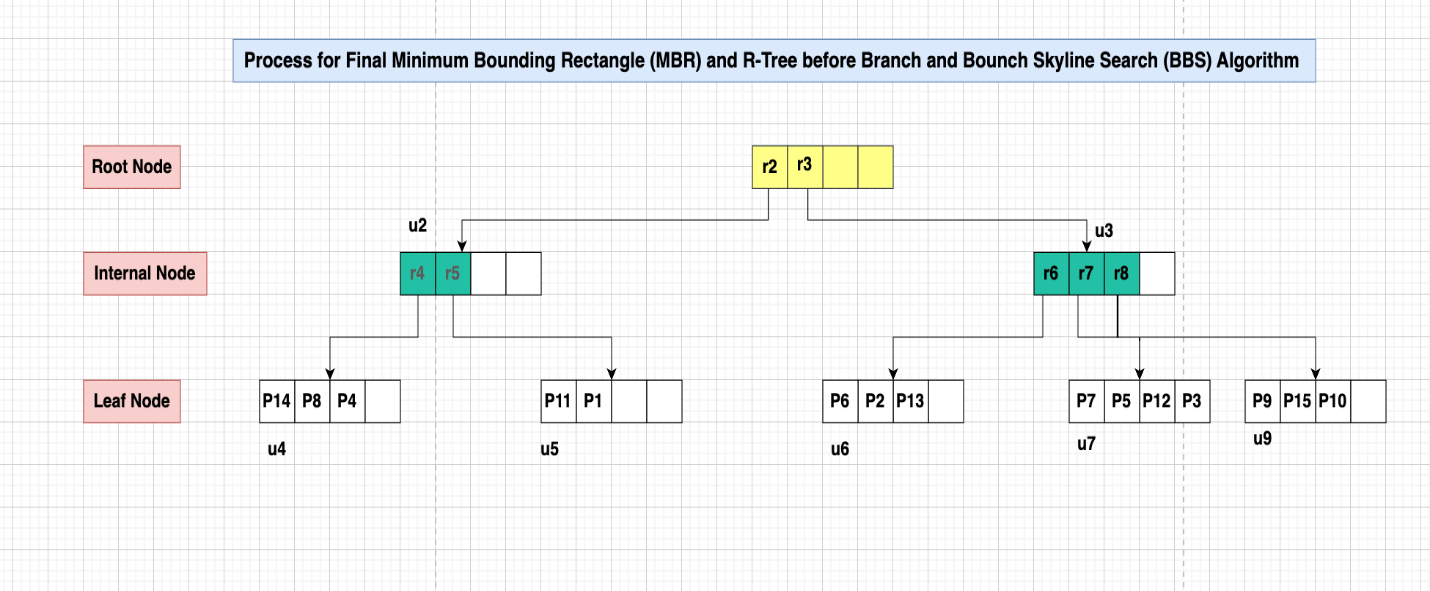 Process for Final Minimum Bounding Rectangle (MBR) and R-Tree before Branch and Bounch Skyline Search (BBS) Algorithm
Root Node
r2 r3
u2
u3
Internal Node
r4 r5
r6 r7 r8
Leaf Node
P14 P8 P4
P11 P1
P6 P2 P13
P7 P5 P12 P3
P9 P15 P10
u4
u5
u6
u7
u9